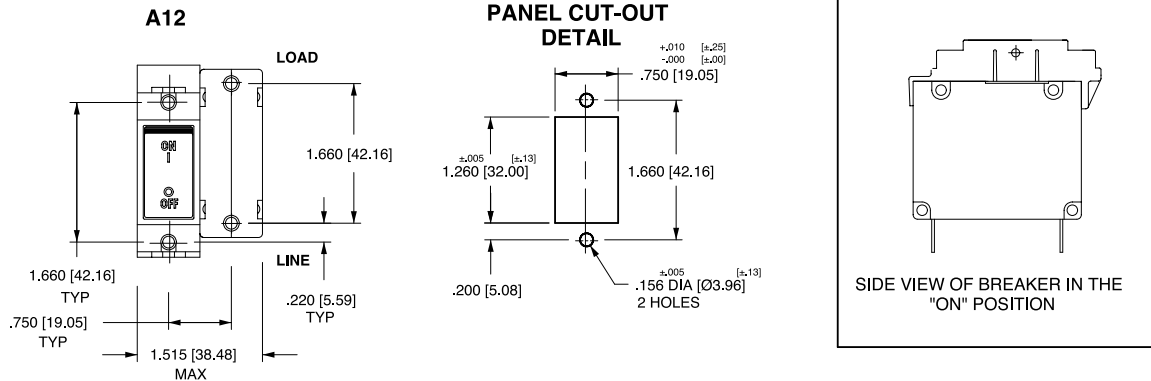 A12
LOAD
ON
I
O
OFF
1.660 [42.16]
1.660 [42.16]
TYP
LINE
.220 [5.59]
TYP
.750 [19.05]
TYP
1.515 [38.48]
MAX
PANEL CUT-OUT
DETAIL
+.010 [±.25]
-.000 [±.00]
.750 [19.05]
±.005 [±.13]
1.260 [32.00]
1.660 [42.16]
.200 [5.08]
±.005 [±.13]
.156 DIA [Ø3.96]
2 HOLES
SIDE VIEW OF BREAKER IN THE
"ON" POSITION